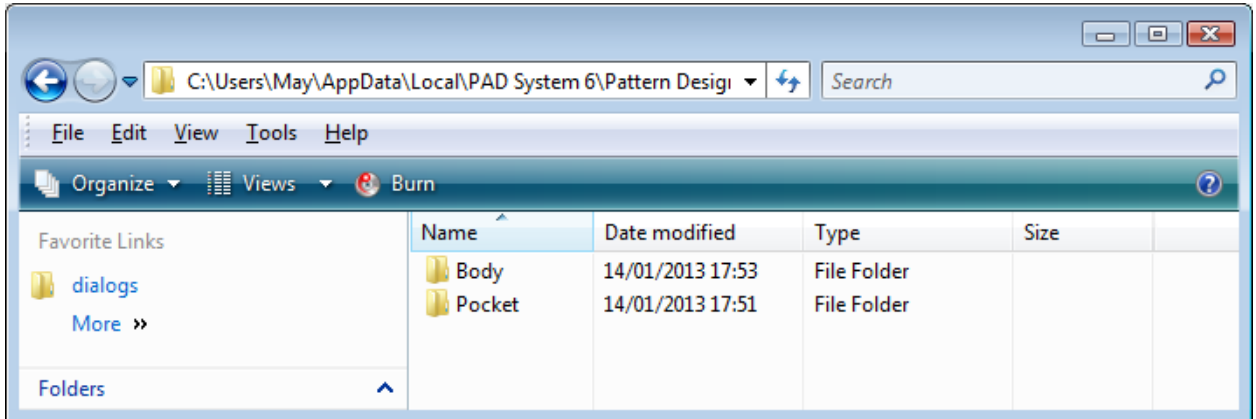 C:\Users\May\AppData\Local\PAD System 6\Pattern Desig
Search
File Edit View Tools Help
Organize Views Burn
Favorite Links
dialogs
More »
Folders
Name Date modified Type Size
Body 14/01/2013 17:53 File Folder
Pocket 14/01/2013 17:51 File Folder